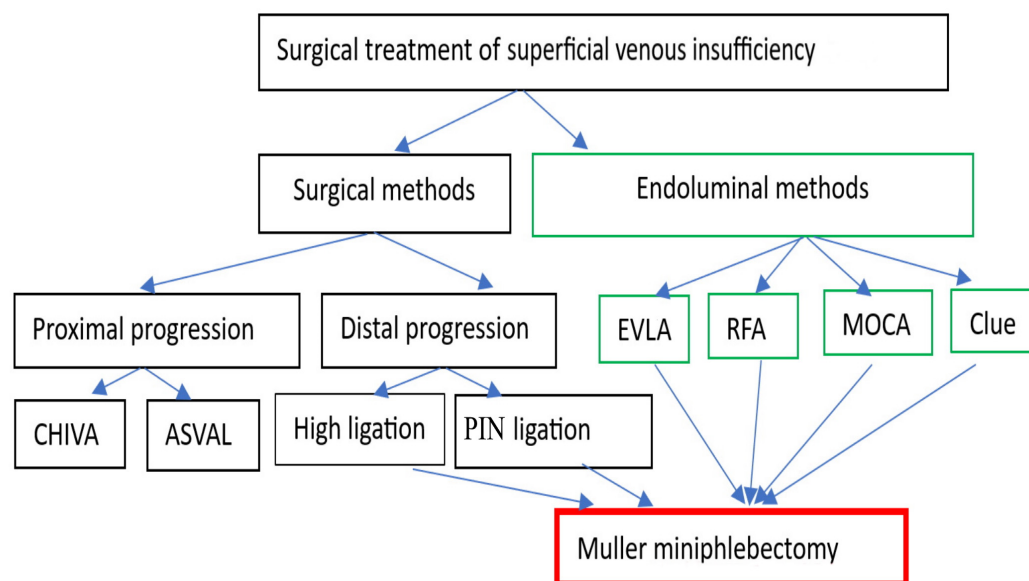 Surgical treatment of superficial venous insufficiency
Surgical methods
Endoluminal methods
Proximal progression
Distal progression
EVLA
RFA
MOCA
Clue
CHIVA
ASVAL
High ligation
PIN ligation
Muller miniphlebectomy